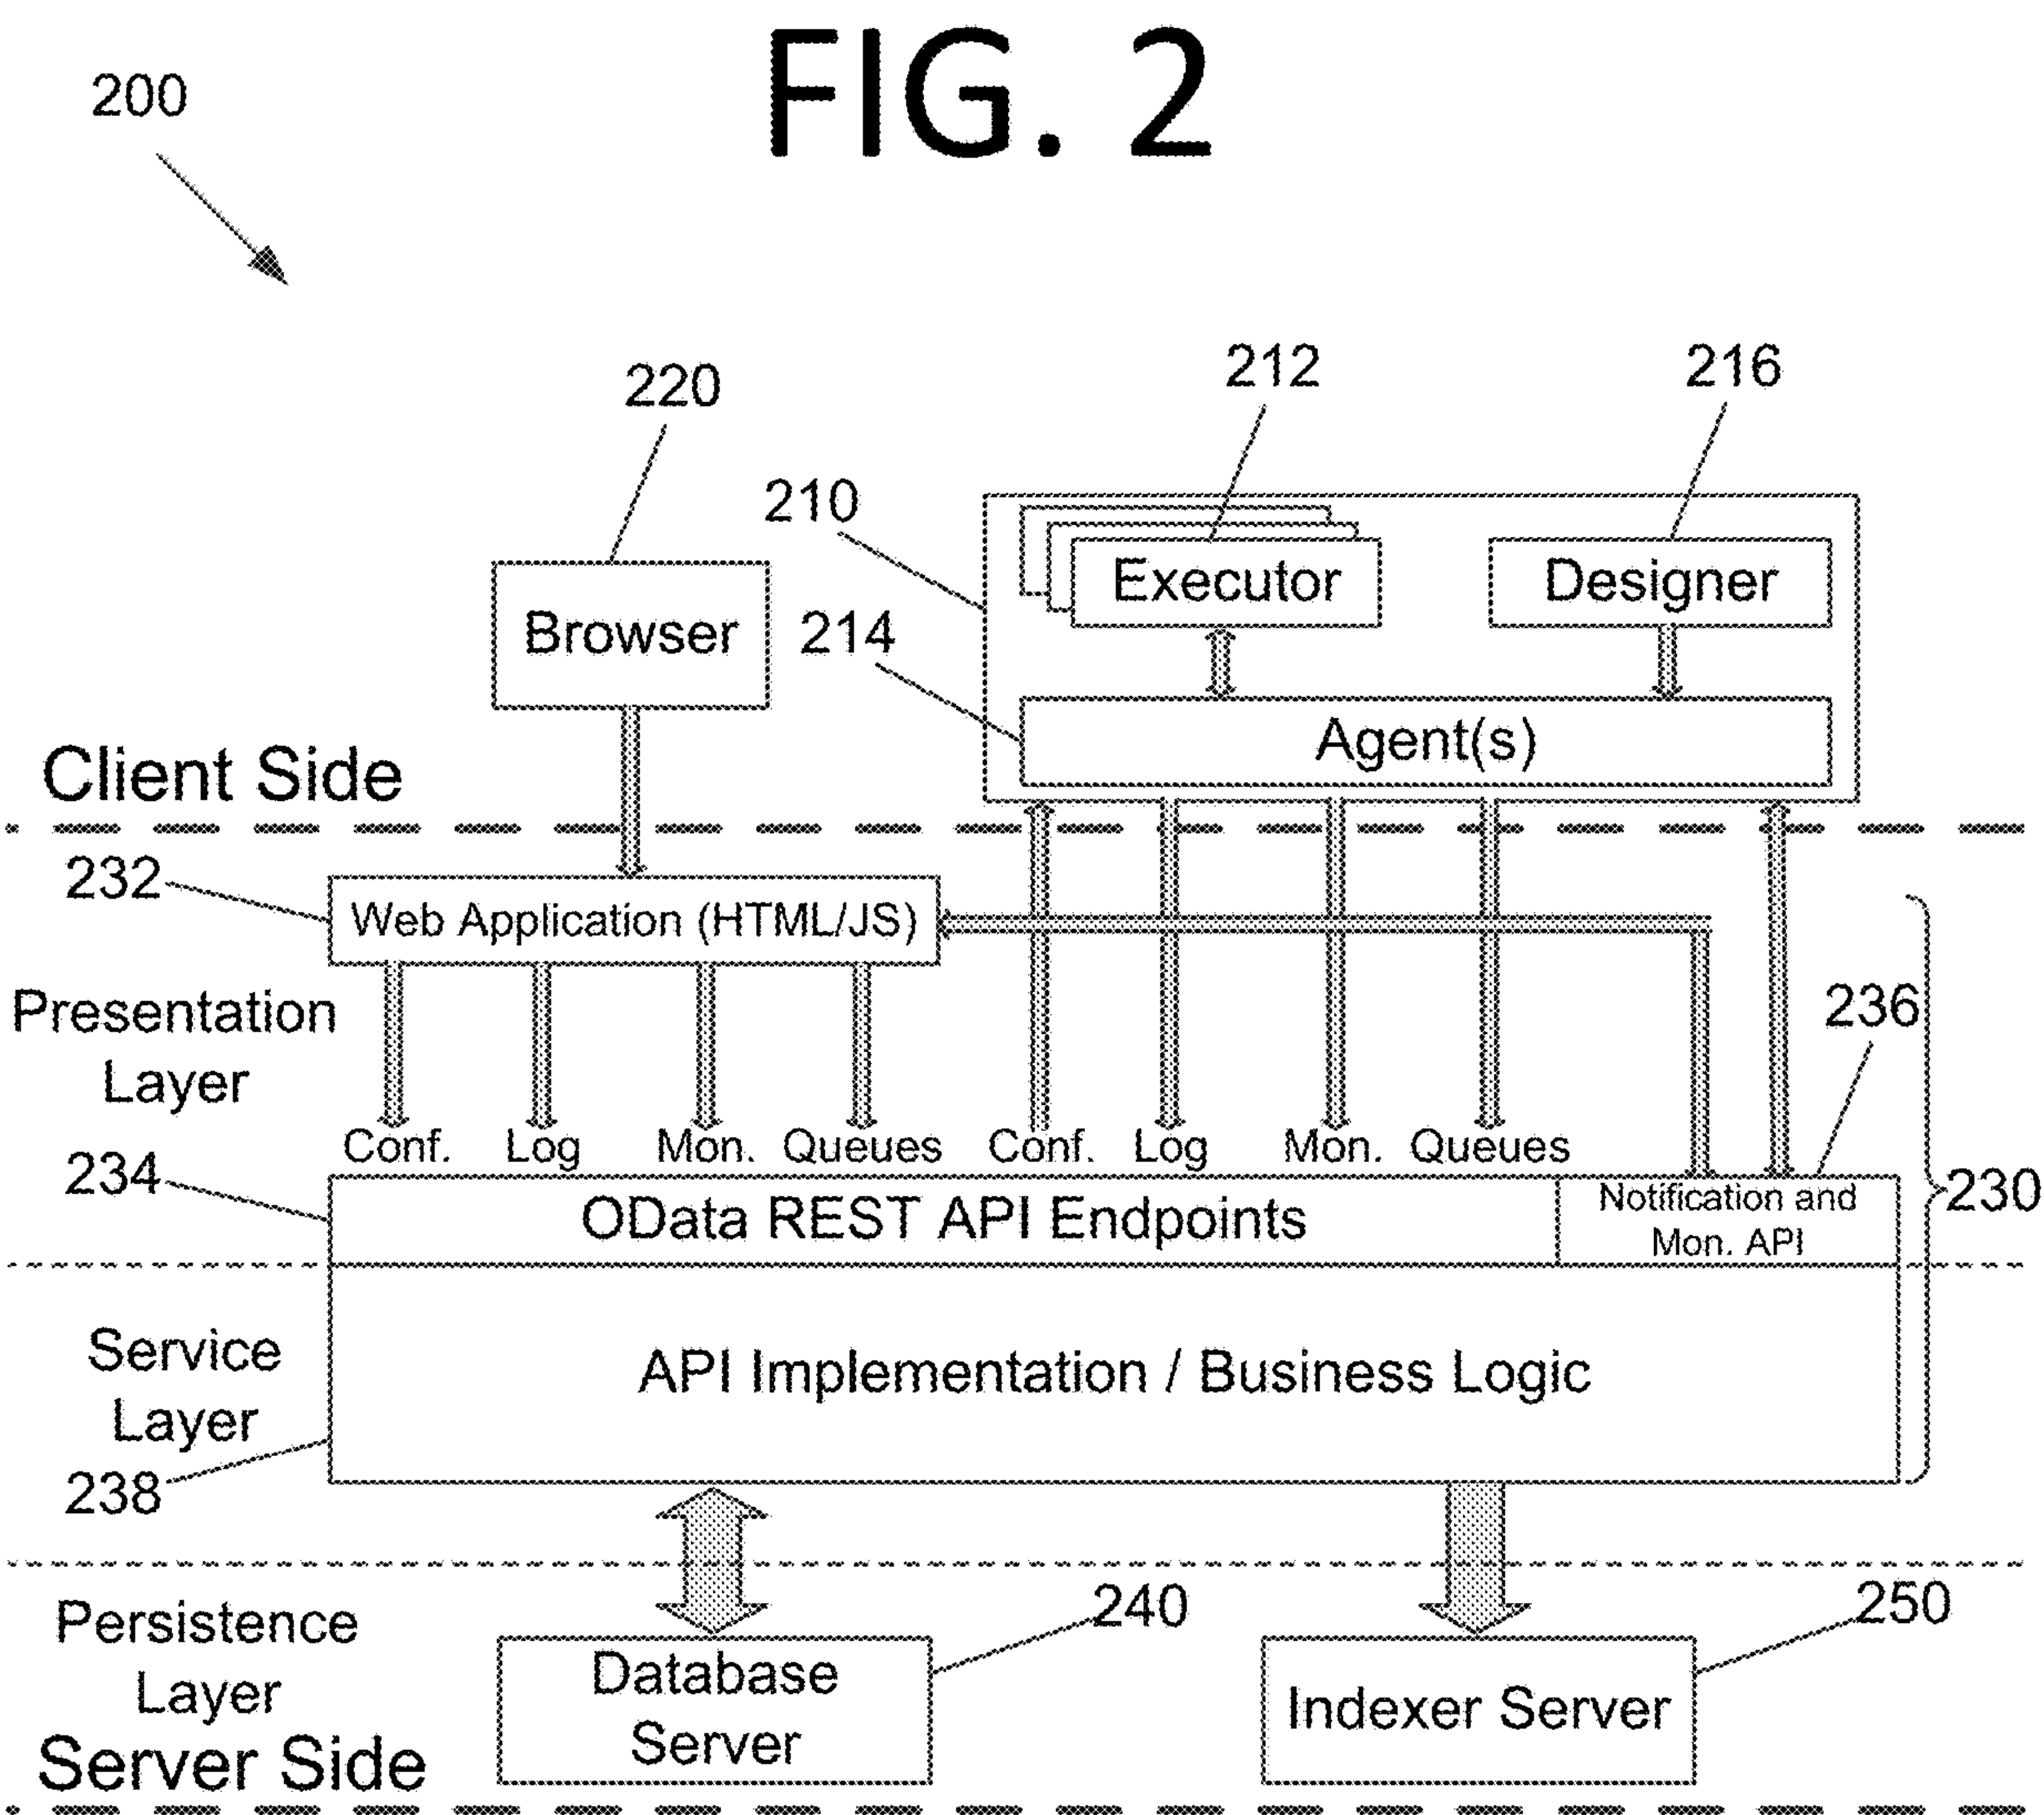 FIG. 2
200
220
212
216
210
Executor
Designer
Browser
214
Agent(s)
Client Side
232
Web Application (HTML/JS)
Presentation
Layer
236
Conf.
Log
Mon.
Queues
Conf.
Log
Mon.
Queues
234
OData REST API Endpoints
Notification and
Mon. API
230
Service
Layer
API Implementation / Business Logic
238
Persistence
Layer
240
250
Database
Server
Indexer Server
Server Side